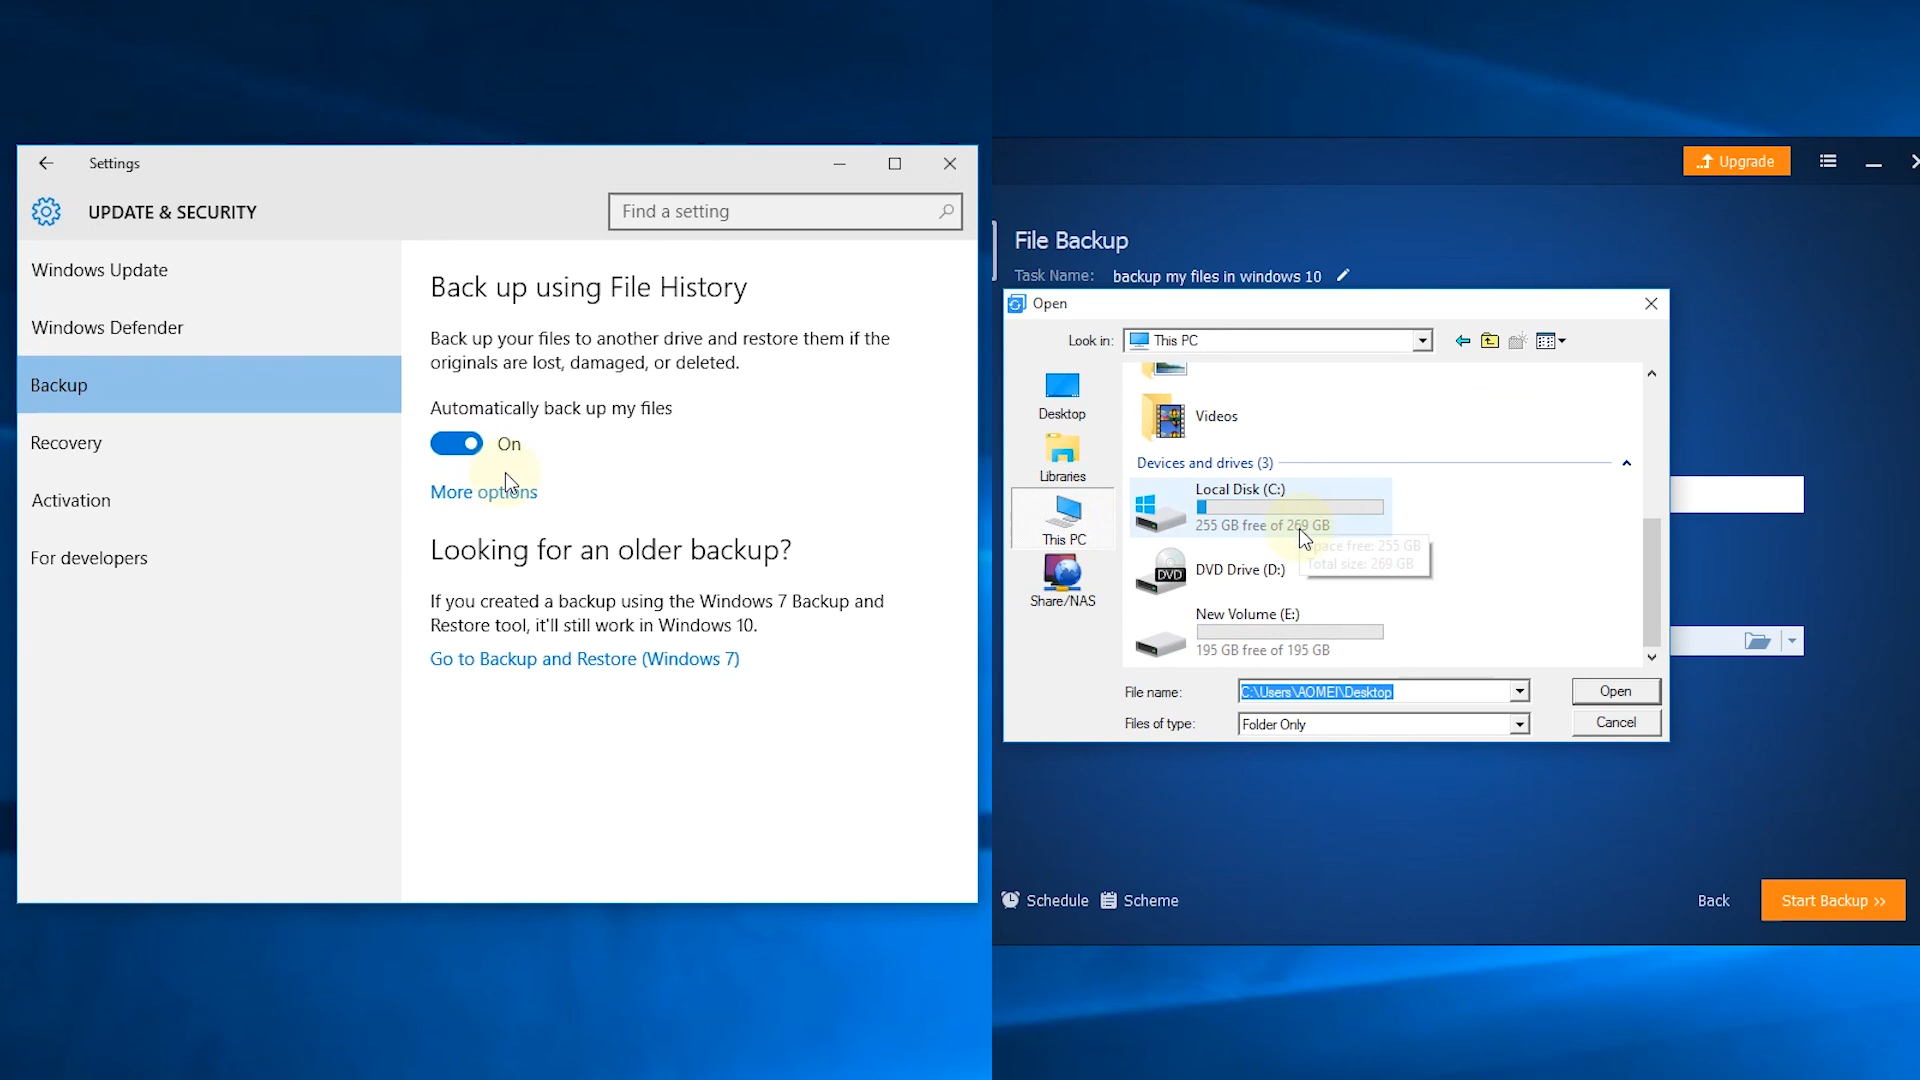 Settings
UPDATE & SECURITY
Find a setting
Windows Update
Windows Defender
Backup
Recovery
Activation
For developers
Back up using File History
Back up your files to another drive and restore them if the
originals are lost, damaged, or deleted.
Automatically back up my files
On
More options
Looking for an older backup?
If you created a backup using the Windows 7 Backup and
Restore tool, it'll still work in Windows 10.
Go to Backup and Restore (Windows 7)
Upgrade
File Backup
Task Name: backup my files in windows 10
Open
Look in: This PC
Desktop
Libraries
This PC
Share/NAS
Videos
Devices and drives (3)
Local Disk (C:)
255 GB free of 269 GB
free: 255 GB
Total size: 269 GB
DVD
DVD Drive (D:)
New Volume (E:)
195 GB free of 195 GB
File name: C:\Users\AOMEI\Desktop
Open
Files of type: Folder Only
Cancel
Schedule
Scheme
Back
Start Backup >>